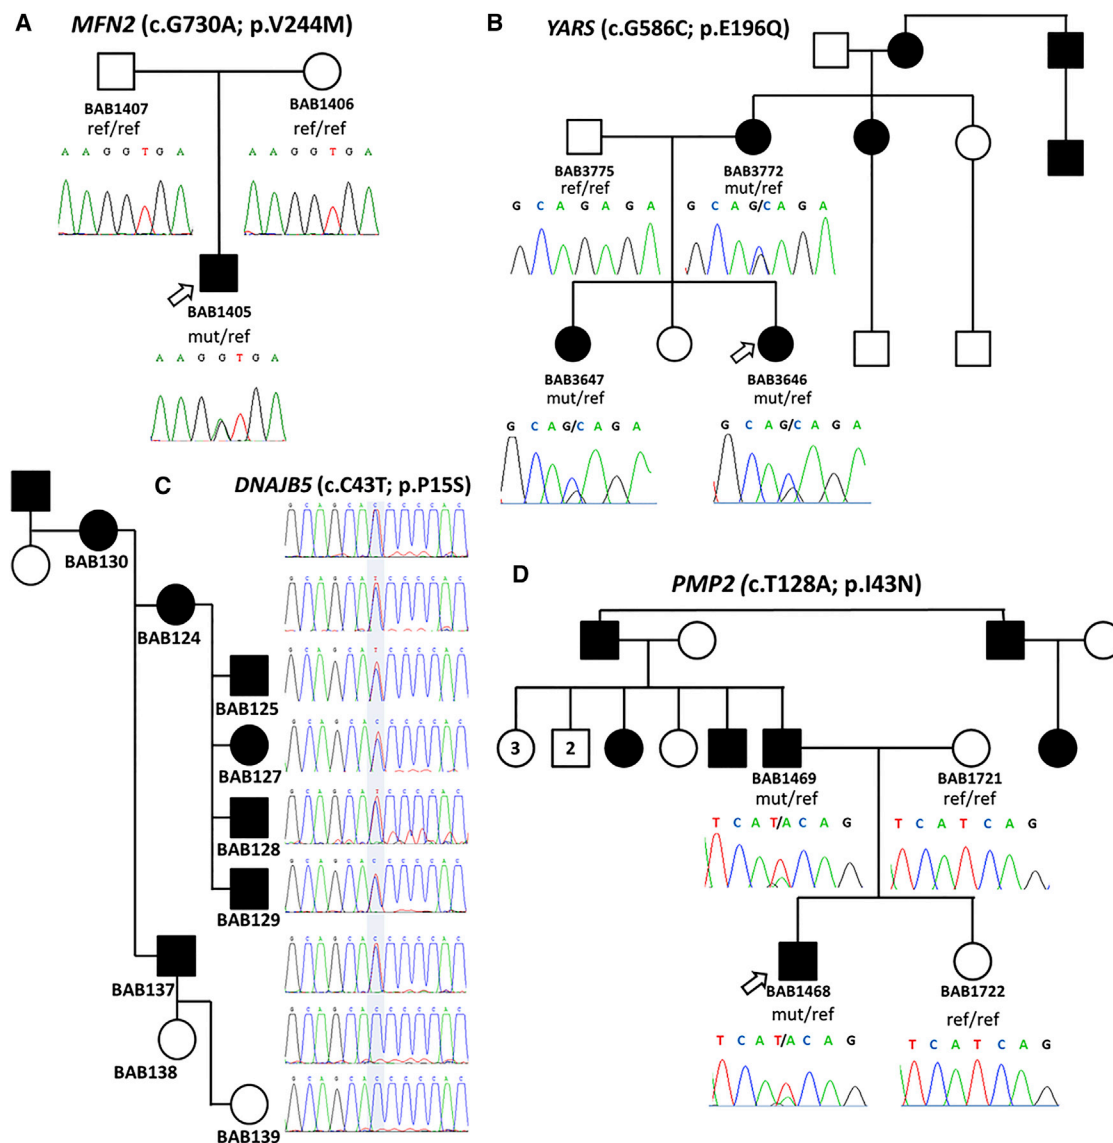 A
MFN2 (c.G730A; p.V244M)
BAB1407
ref/ref
A A G G T G A
BAB1406
ref/ref
A A G G T G A
BAB1405
mut/ref
A A G G T G A
B
YARS (c.G586C; p.E196Q)
BAB3775
ref/ref
G C A G A G A
BAB3772
mut/ref
G C A G/C A G A
BAB3647
mut/ref
G C A G/C A G A
BAB3646
mut/ref
G C A G/C A G A
C
DNAJB5 (c.C43T; p.P15S)
BAB130
BAB124
BAB125
BAB127
BAB128
BAB129
BAB137
BAB138
BAB139
G C A G C A C C C C C A C
G C A G C A T C C C C A C
G C A G C A T C C C C A C
G C A G C A C C C C C A C
G C A G C A T C C C C A C
G C A G C A C C C C C A C
G C A G C A C C C C C A C
G C A G C A C C C C C A C
G C A G C A C C C C C A C
D
PMP2 (c.T128A; p.I43N)
3
2
BAB1469
mut/ref
T C A T/A C A G
BAB1721
ref/ref
T C A T C A G
BAB1468
mut/ref
T C A T/A C A G
BAB1722
ref/ref
T C A T C A G